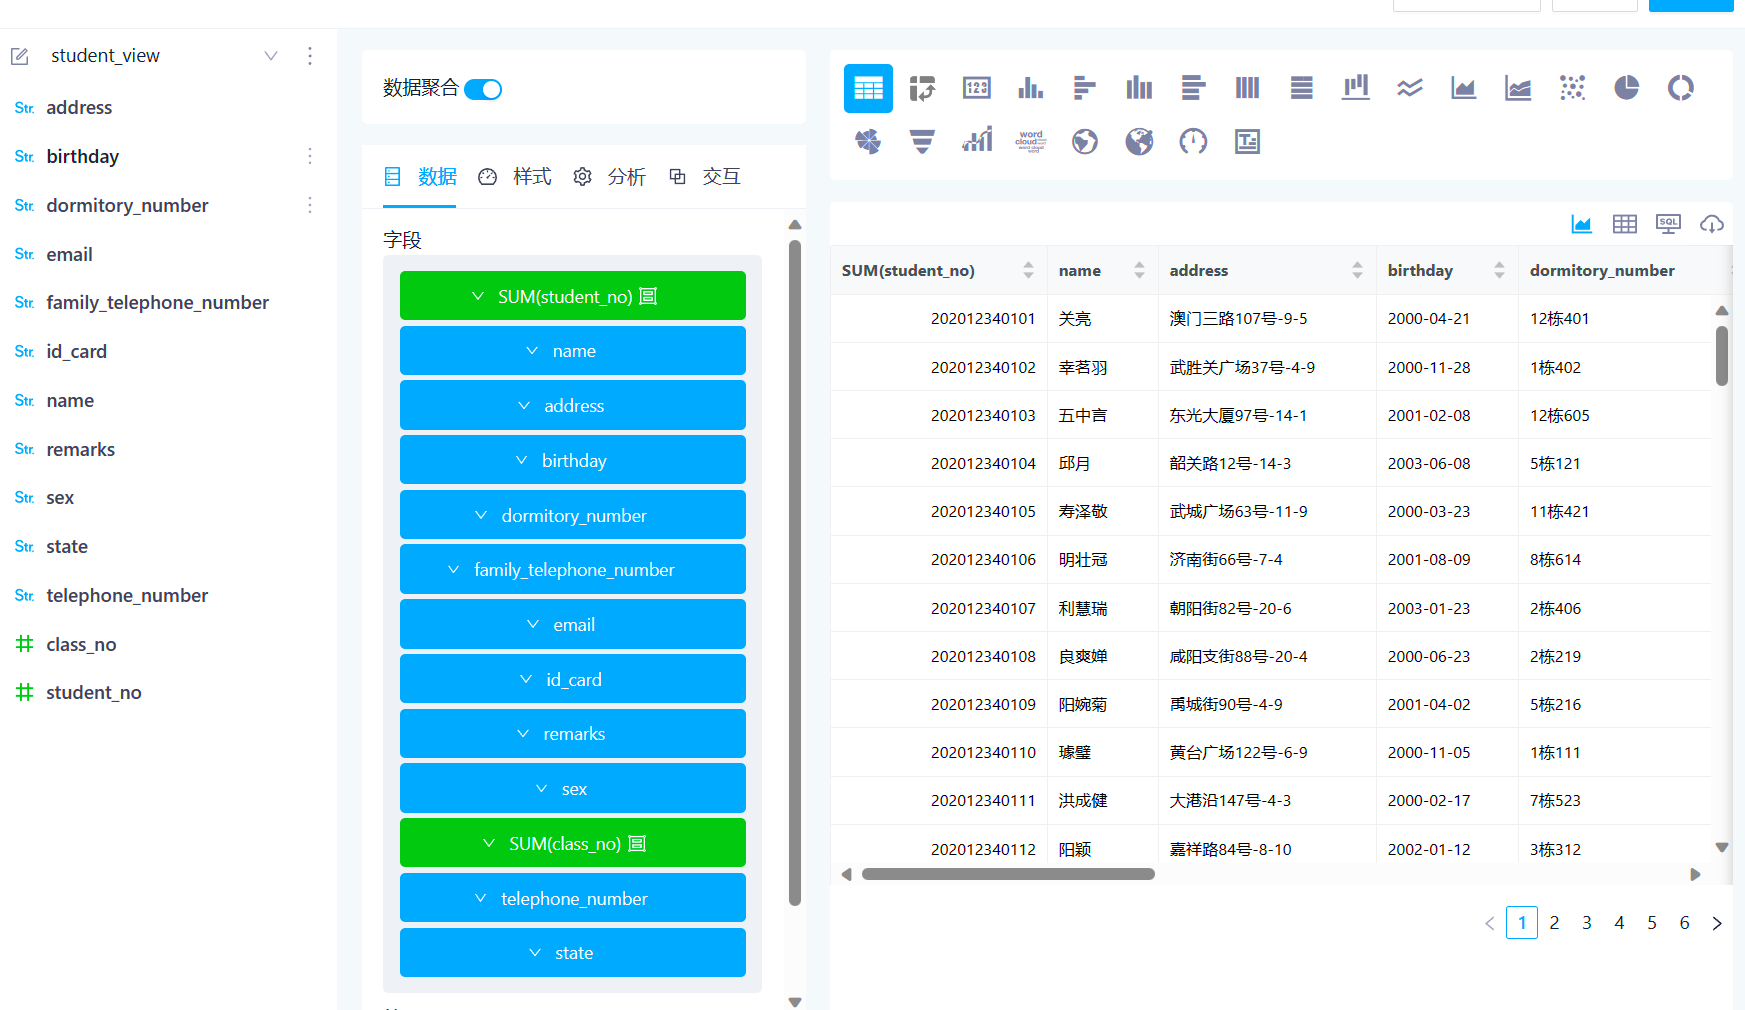 student_view
Str. address
Str. birthday
Str. dormitory_number
Str. email
Str. family_telephone_number
Str. id_card
Str. name
Str. remarks
Str. sex
Str. state
Str. telephone_number
class_no
student_no
数据聚合
数据 样式 分析 交互
字段
SUM(student_no)
name
address
birthday
dormitory_number
family_telephone_number
email
id_card
remarks
sex
SUM(class_no)
telephone_number
state
123
word
cloud
SQL
SUM(student_no) name address birthday dormitory_number
202012340101 关亮 澳门三路107号-9-5 2000-04-21 12栋401
202012340102 幸茗羽 武胜关广场37号-4-9 2000-11-28 1栋402
202012340103 五中言 东光大厦97号-14-1 2001-02-08 12栋605
202012340104 邱月 韶关路12号-14-3 2003-06-08 5栋121
202012340105 寿泽敬 武城广场63号-11-9 2000-03-23 11栋421
202012340106 明壮冠 济南街66号-7-4 2001-08-09 8栋614
202012340107 利慧瑞 朝阳街82号-20-6 2003-01-23 2栋406
202012340108 良爽婵 咸阳支街88号-20-4 2000-06-23 2栋219
202012340109 阳婉菊 禹城街90号-4-9 2001-04-02 5栋216
202012340110 璩璧 黄台广场122号-6-9 2000-11-05 1栋111
202012340111 洪成健 大港沿147号-4-3 2000-02-17 7栋523
202012340112 阳颖 嘉祥路84号-8-10 2002-01-12 3栋312
1 2 3 4 5 6